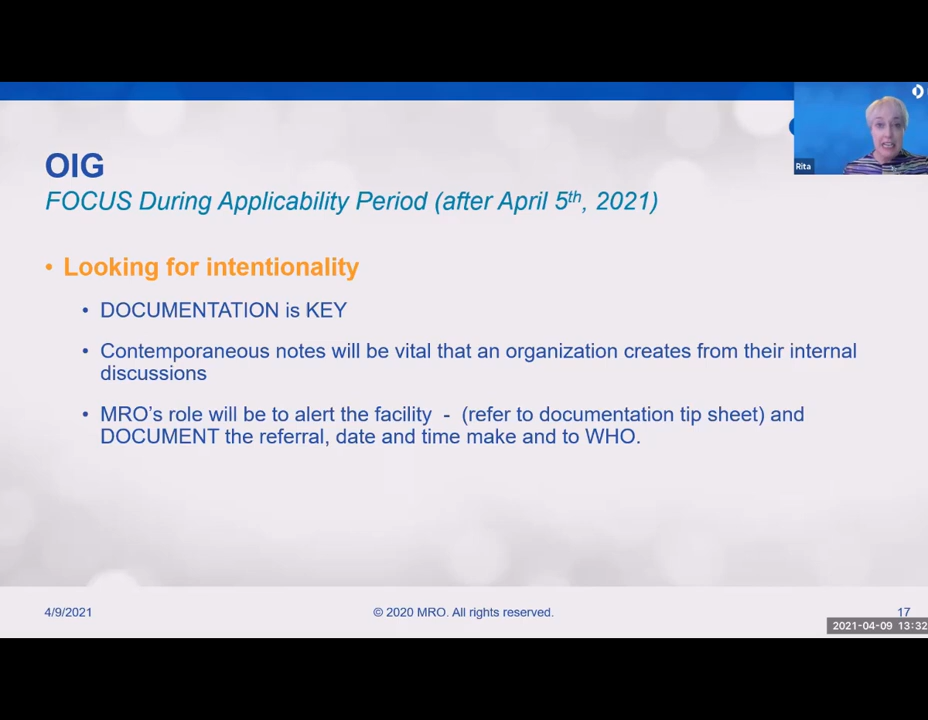 Rita
OIG
FOCUS During Applicability Period (after April 5th, 2021)
• Looking for intentionality
• DOCUMENTATION is KEY
• Contemporaneous notes will be vital that an organization creates from their internal
discussions
• MRO's role will be to alert the facility - (refer to documentation tip sheet) and
DOCUMENT the referral, date and time make and to WHO.
4/9/2021
© 2020 MRO. All rights reserved.
17
2021-04-09 13:32